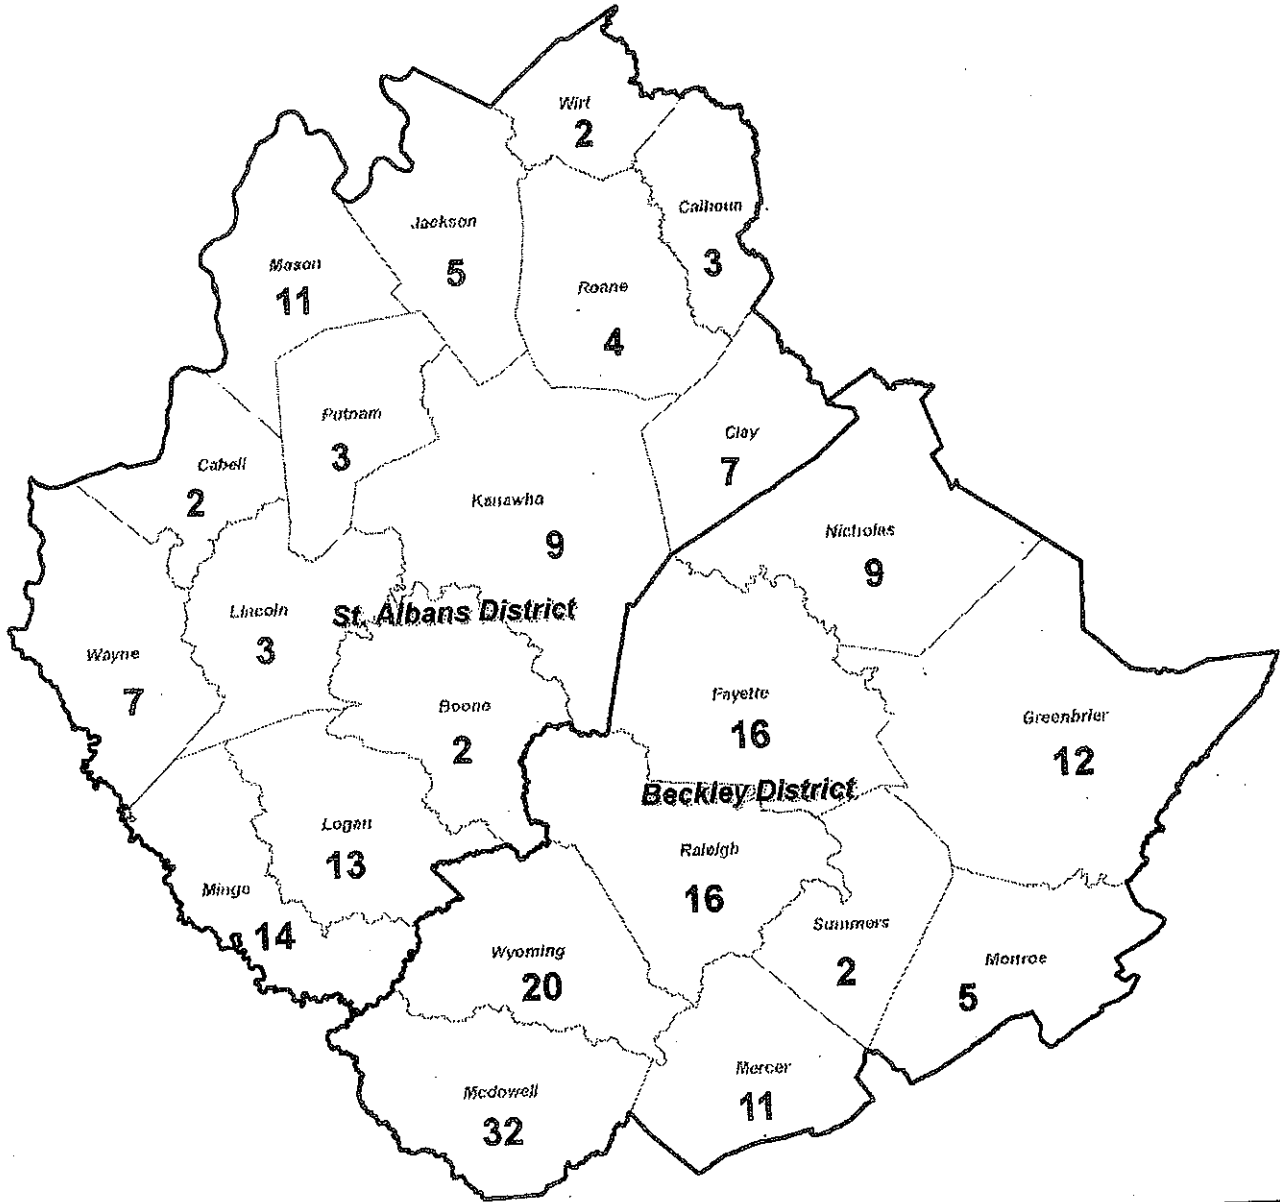 Wirt
2
Calhoun
3
Jackson
5
Mason
11
Roane
4
Putnam
3
Clay
7
Cabell
2
Kanawha
9
Nicholas
9
Lincoln
3
St. Albans District
Wayne
7
Boone
2
Fayette
16
Greenbrier
12
Beckley District
Logan
13
Raleigh
16
Mingo
14
Summers
2
Wyoming
20
Monroe
5
Mercer
11
Mcdowell
32